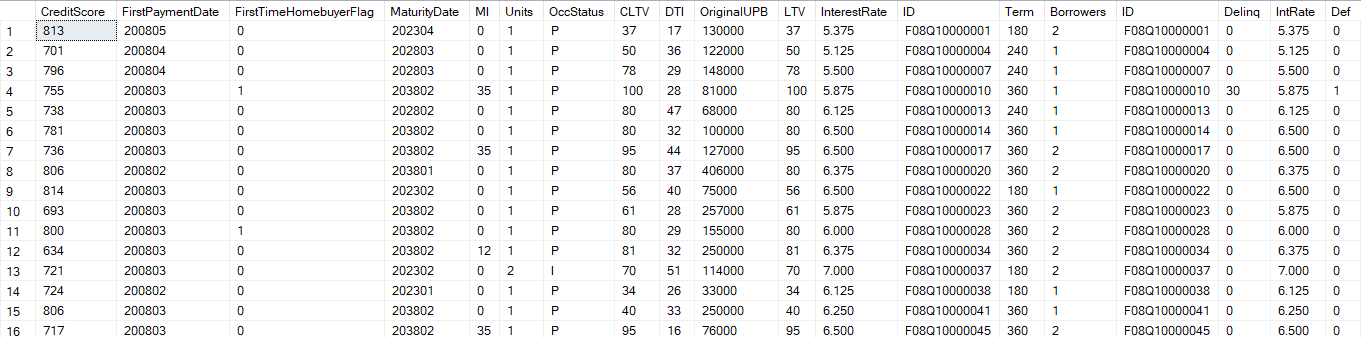 CreditScore FirstPaymentDate FirstTimeHomebuyerFlag MaturityDate MI Units OccStatus CLTV DTI OriginalUPB LTV InterestRate ID Term Borrowers ID Delinq IntRate Def
1 813 200805 0 202304 0 1 P 37 17 130000 37 5.375 F08Q10000001 180 2 F08Q10000001 0 5.375 0
2 701 200804 0 202803 0 1 P 50 36 122000 50 5.125 F08Q10000004 240 1 F08Q10000004 0 5.125 0
3 796 200804 0 202803 0 1 P 78 29 148000 78 5.500 F08Q10000007 240 1 F08Q10000007 0 5.500 0
4 755 200803 1 203802 35 1 P 100 28 81000 100 5.875 F08Q10000010 360 1 F08Q10000010 30 5.875 1
5 738 200803 0 202802 0 1 P 80 47 68000 80 6.125 F08Q10000013 240 1 F08Q10000013 0 6.125 0
6 781 200803 0 203802 0 1 P 80 32 100000 80 6.500 F08Q10000014 360 1 F08Q10000014 0 6.500 0
7 736 200803 0 203802 35 1 P 95 44 127000 95 6.500 F08Q10000017 360 2 F08Q10000017 0 6.500 0
8 806 200802 0 203801 0 1 P 80 37 406000 80 6.375 F08Q10000020 360 2 F08Q10000020 0 6.375 0
9 814 200803 0 202302 0 1 P 56 40 75000 56 6.500 F08Q10000022 180 1 F08Q10000022 0 6.500 0
10 693 200803 0 203802 0 1 P 61 28 257000 61 5.875 F08Q10000023 360 2 F08Q10000023 0 5.875 0
11 800 200803 1 203802 0 1 P 80 29 155000 80 6.000 F08Q10000028 360 2 F08Q10000028 0 6.000 0
12 634 200803 0 203802 12 1 P 81 32 250000 81 6.375 F08Q10000034 360 2 F08Q10000034 0 6.375 0
13 721 200803 0 202302 0 2 I 70 51 114000 70 7.000 F08Q10000037 180 2 F08Q10000037 0 7.000 0
14 724 200802 0 202301 0 1 P 34 26 33000 34 6.125 F08Q10000038 180 1 F08Q10000038 0 6.125 0
15 806 200803 0 203802 0 1 P 40 33 250000 40 6.250 F08Q10000041 360 1 F08Q10000041 0 6.250 0
16 717 200803 0 203802 35 1 P 95 16 76000 95 6.500 F08Q10000045 360 2 F08Q10000045 0 6.500 0